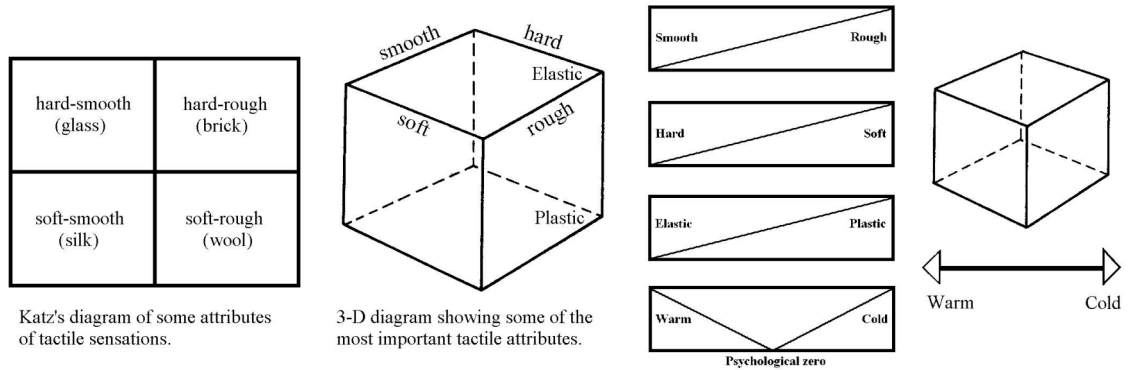 hard-smooth
(glass)
hard-rough
(brick)
soft-smooth
(silk)
soft-rough
(wool)
Katz's diagram of some attributes
of tactile sensations.
smooth
hard
Elastic
soft
rough
Plastic
3-D diagram showing some of the
most important tactile attributes.
Smooth Rough
Hard Soft
Elastic Plastic
Warm Cold
Psychological zero
Warm Cold